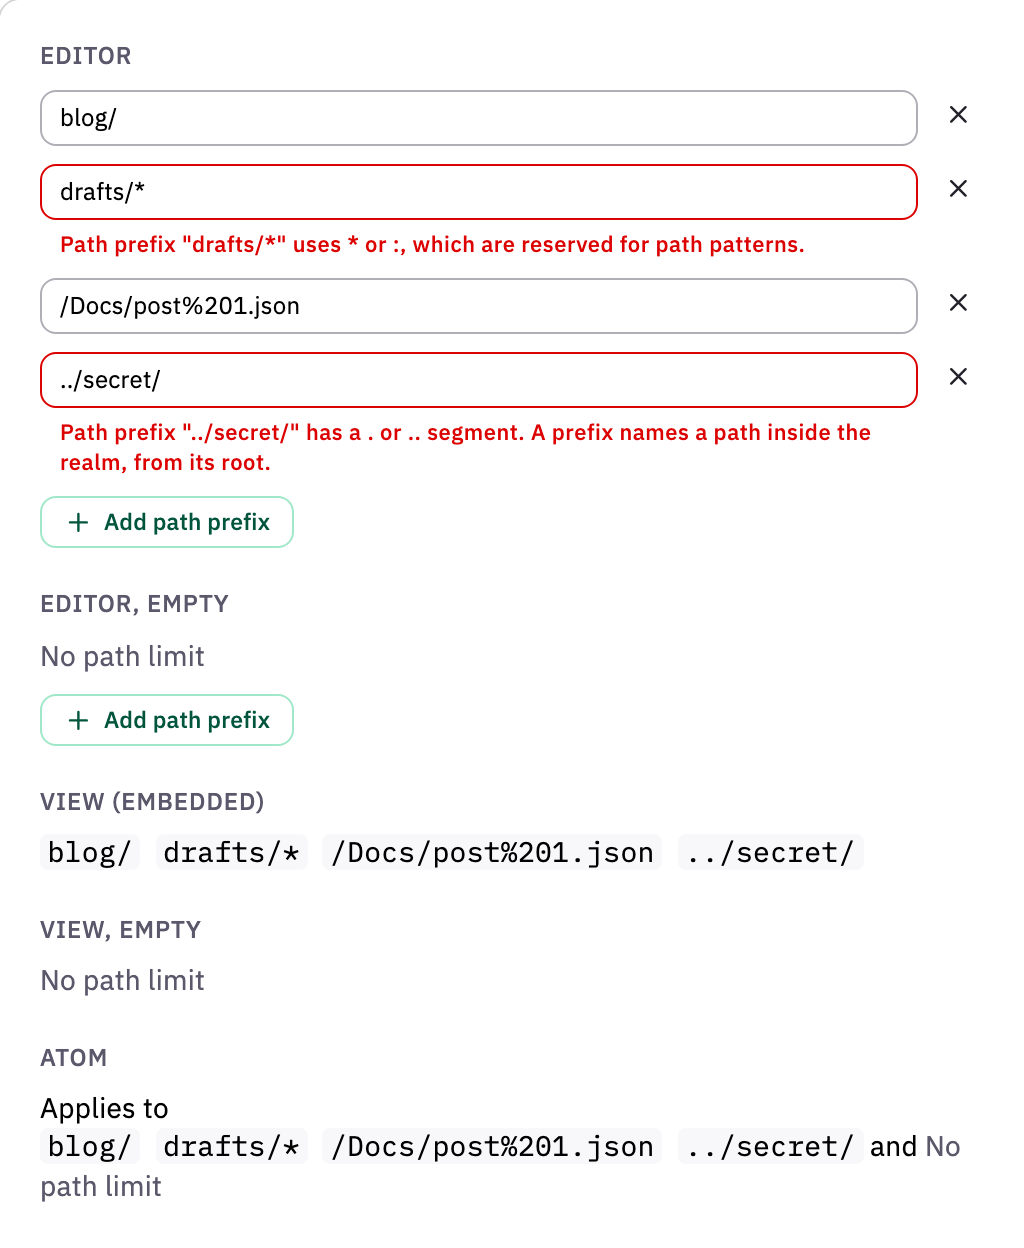 EDITOR
blog/
drafts/*
Path prefix "drafts/*" uses * or :, which are reserved for path patterns.
/Docs/post%201.json
../secret/
Path prefix "../secret/" has a . or .. segment. A prefix names a path inside the
realm, from its root.
+ Add path prefix
EDITOR, EMPTY
No path limit
+ Add path prefix
VIEW (EMBEDDED)
blog/ drafts/* /Docs/post%201.json ../secret/
VIEW, EMPTY
No path limit
ATOM
Applies to
blog/ drafts/* /Docs/post%201.json ../secret/ and No
path limit